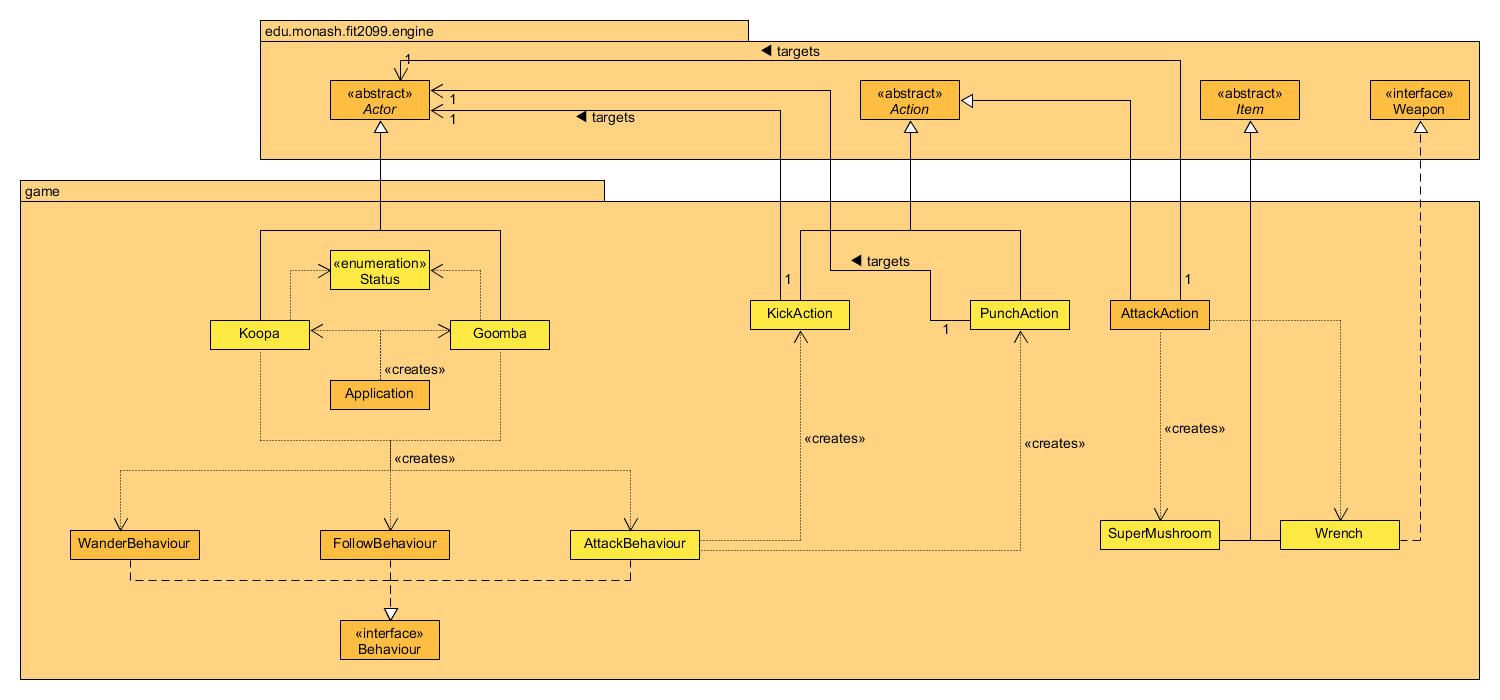 edu.monash.fit2099.engine
◄ targets
1
«abstract»
Actor
1
1
◄ targets
«abstract»
Action
«abstract»
Item
«interface»
Weapon
game
«enumeration»
Status
◄ targets
1
1
KickAction
PunchAction
1
AttackAction
Koopa
Goomba
«creates»
Application
«creates»
«creates»
«creates»
«creates»
WanderBehaviour
FollowBehaviour
AttackBehaviour
SuperMushroom
Wrench
«interface»
Behaviour